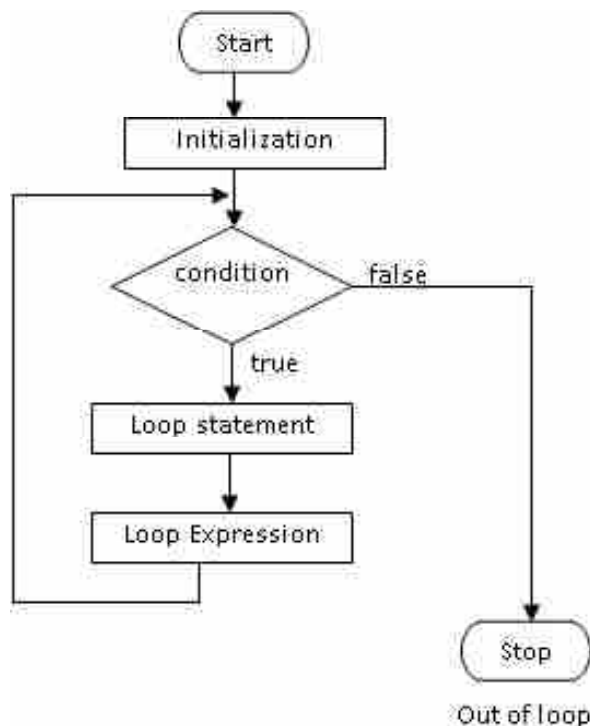 Start
Initialization
condition
false
true
Loop statement
Loop Expression
Stop
Out of loop